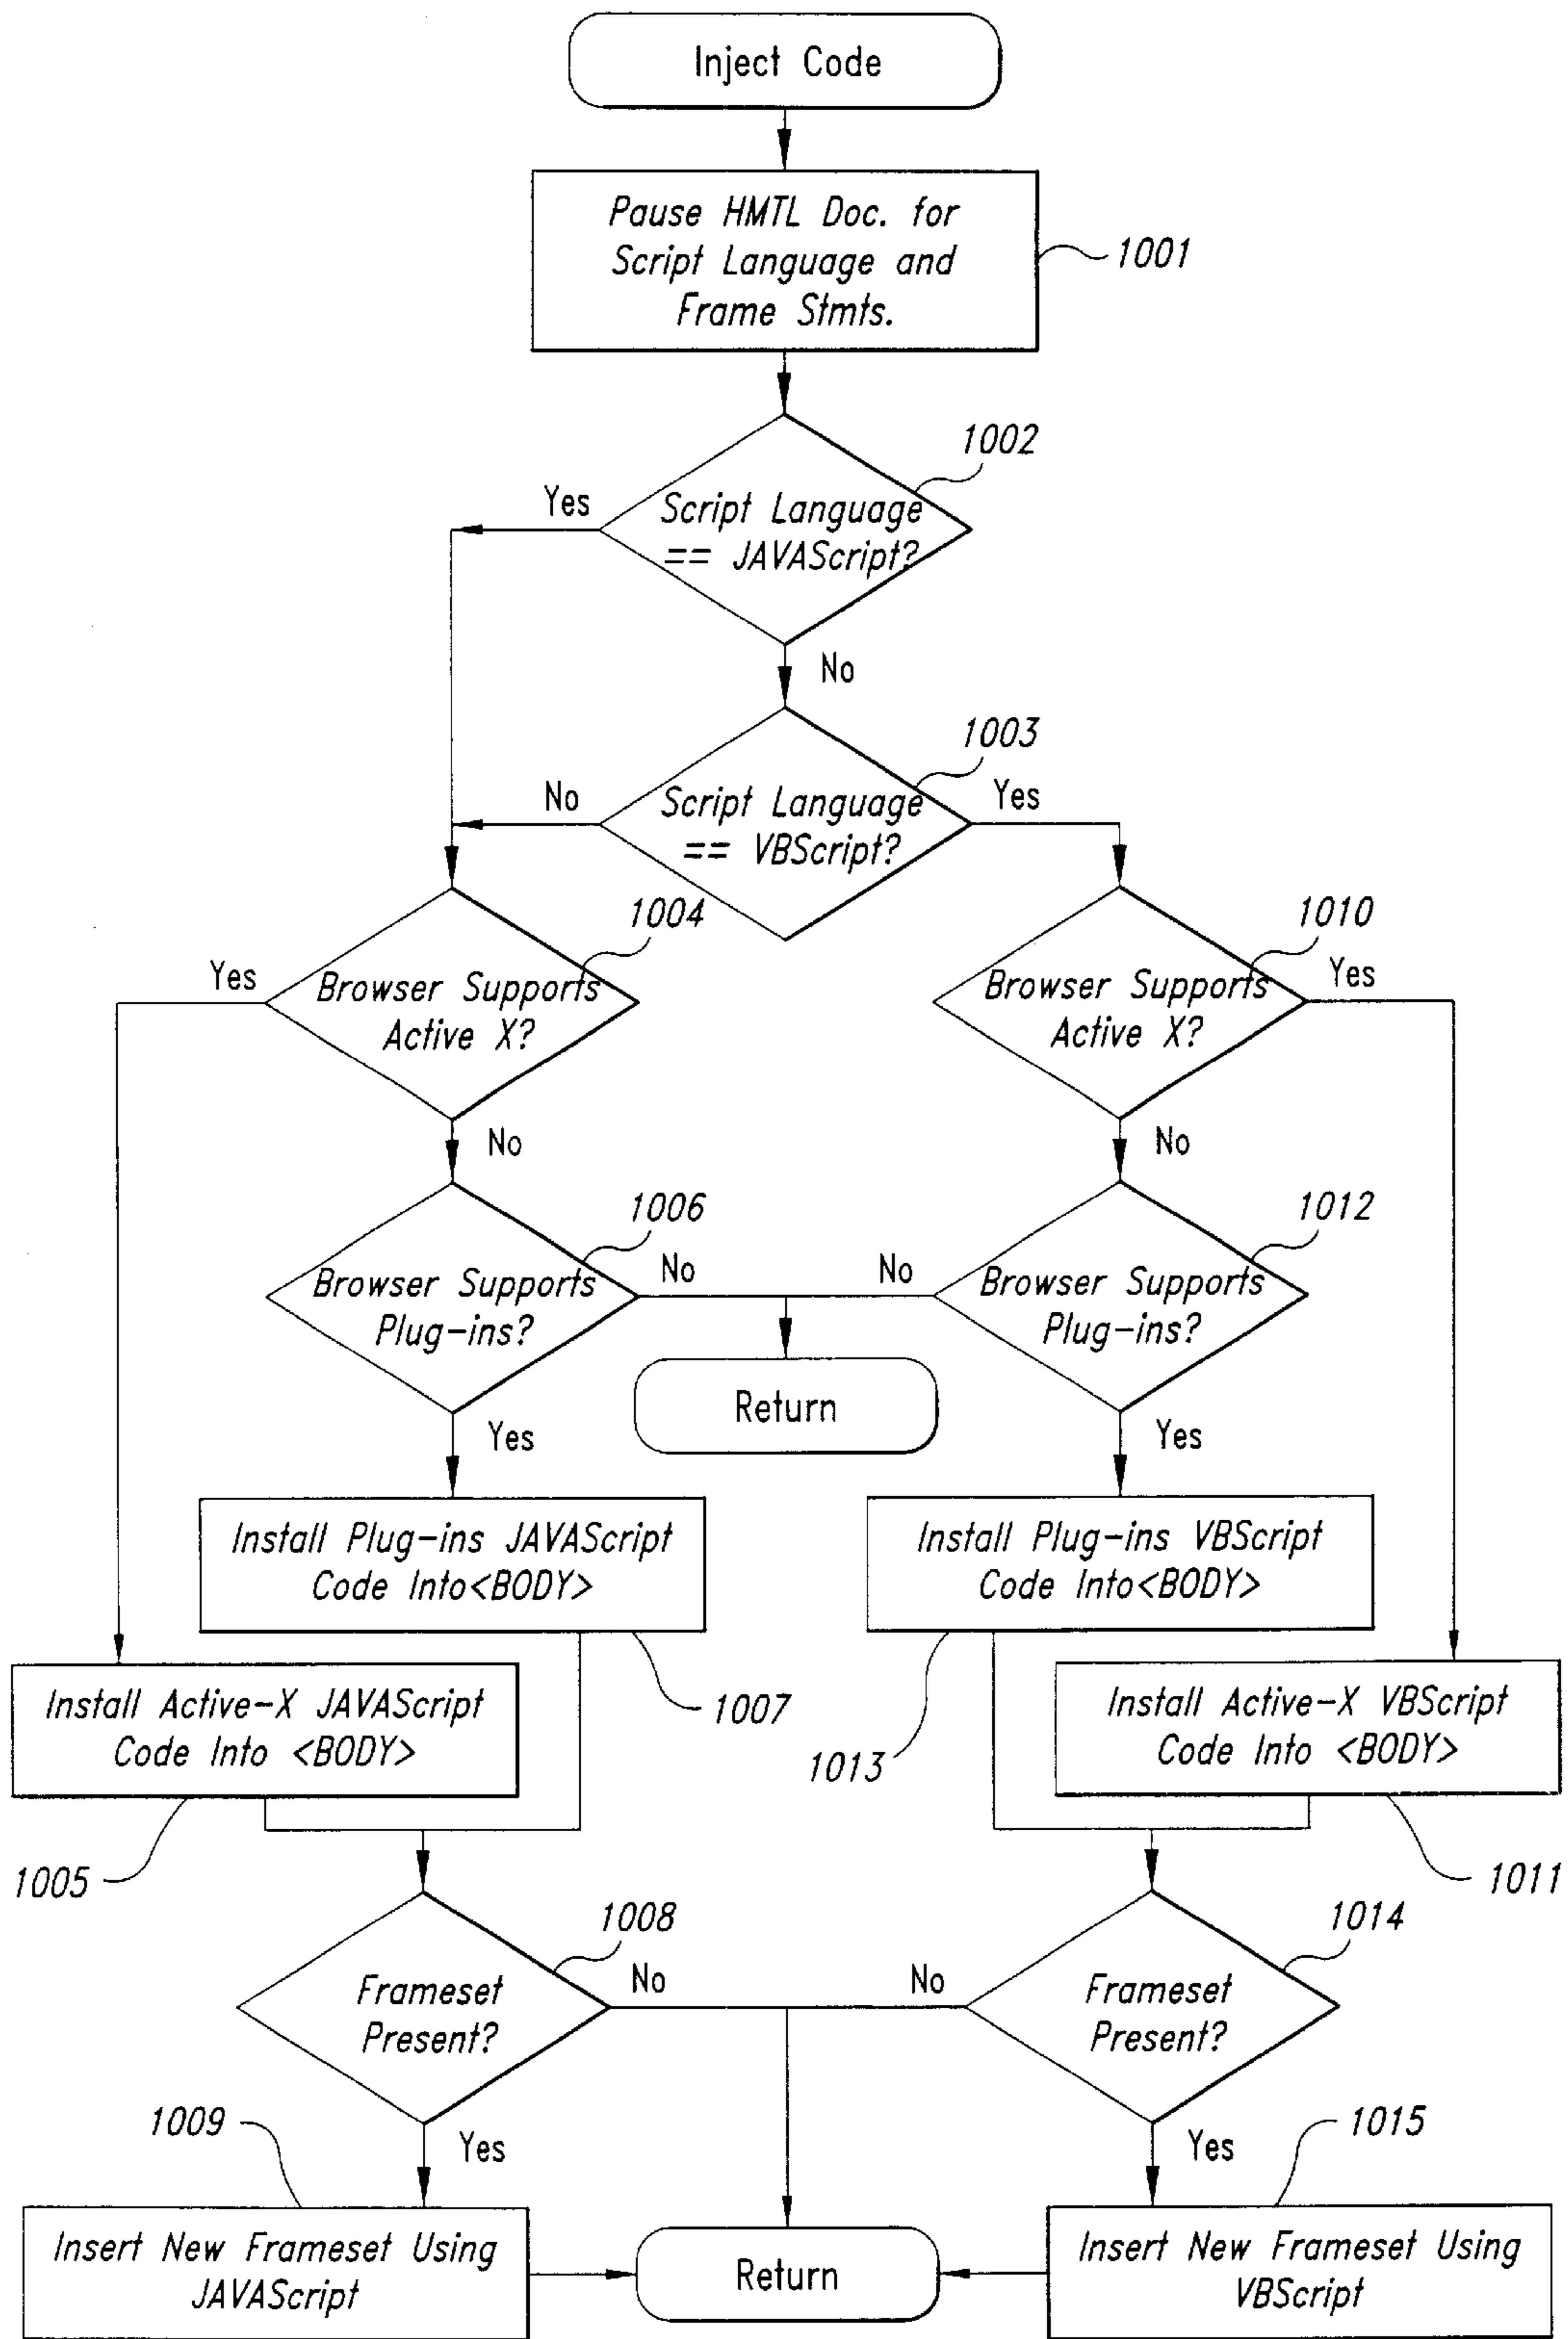 Inject Code
Pause HMTL Doc. for
Script Language and
Frame Stmts.
1001
1002
Yes
Script Language
== JAVAScript?
No
1003
No
Yes
Script Language
== VBScript?
1004
1010
Yes
Browser Supports
Active X?
Browser Supports
Active X?
Yes
No
No
1006
1012
Browser Supports
Plug-ins?
No
No
Browser Supports
Plug-ins?
Return
Yes
Yes
Install Plug-ins JAVAScript
Code Into<BODY>
Install Plug-ins VBScript
Code Into<BODY>
Install Active-X JAVAScript
Code Into <BODY>
1007
1013
Install Active-X VBScript
Code Into <BODY>
1005
1011
1008
1014
Frameset
Present?
No
No
Frameset
Present?
1009
Yes
Yes
1015
Insert New Frameset Using
JAVAScript
Return
Insert New Frameset Using
VBScript